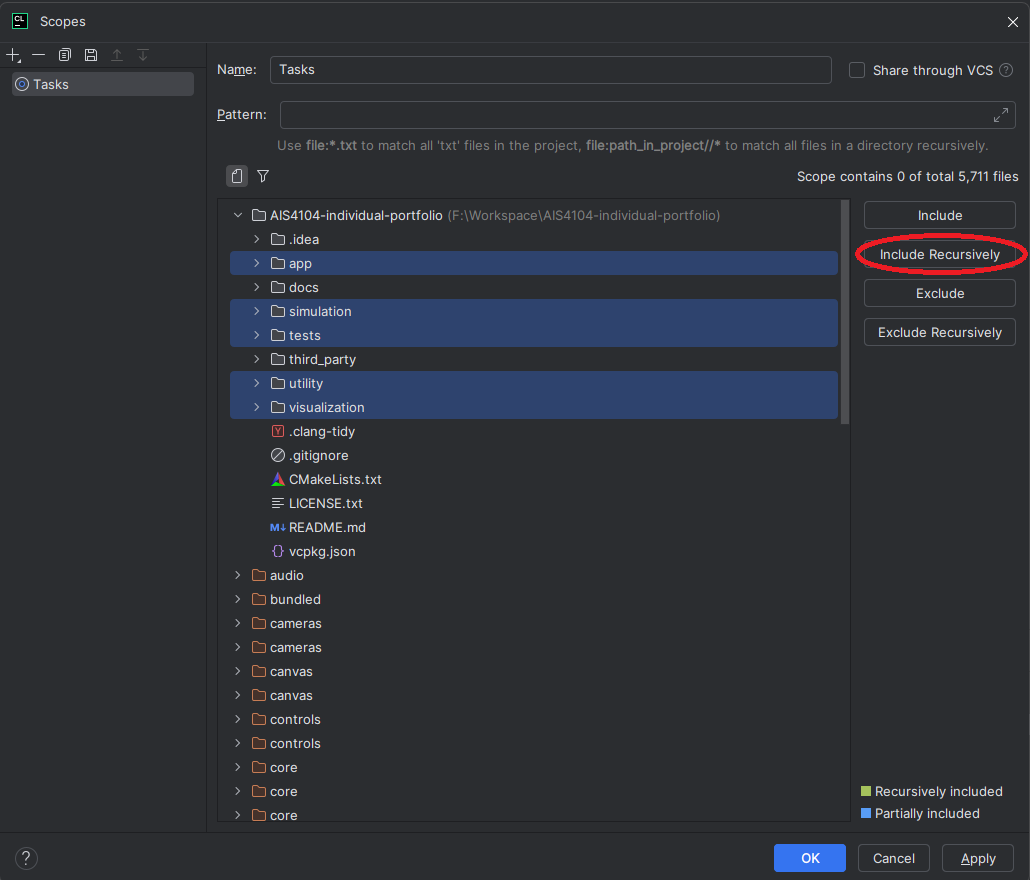 CL Scopes
Tasks
Name: Tasks
Share through VCS ?
Pattern:
Use file:*.txt to match all 'txt' files in the project, file:path_in_project//* to match all files in a directory recursively.
Scope contains 0 of total 5,711 files
AIS4104-individual-portfolio (F:\Workspace\AIS4104-individual-portfolio)
.idea
app
docs
simulation
tests
third_party
utility
visualization
Y .clang-tidy
.gitignore
CMakeLists.txt
LICENSE.txt
M↓ README.md
{} vcpkg.json
audio
bundled
cameras
cameras
canvas
canvas
controls
controls
core
core
core
Include
Include Recursively
Exclude
Exclude Recursively
Recursively included
Partially included
?
OK
Cancel
Apply